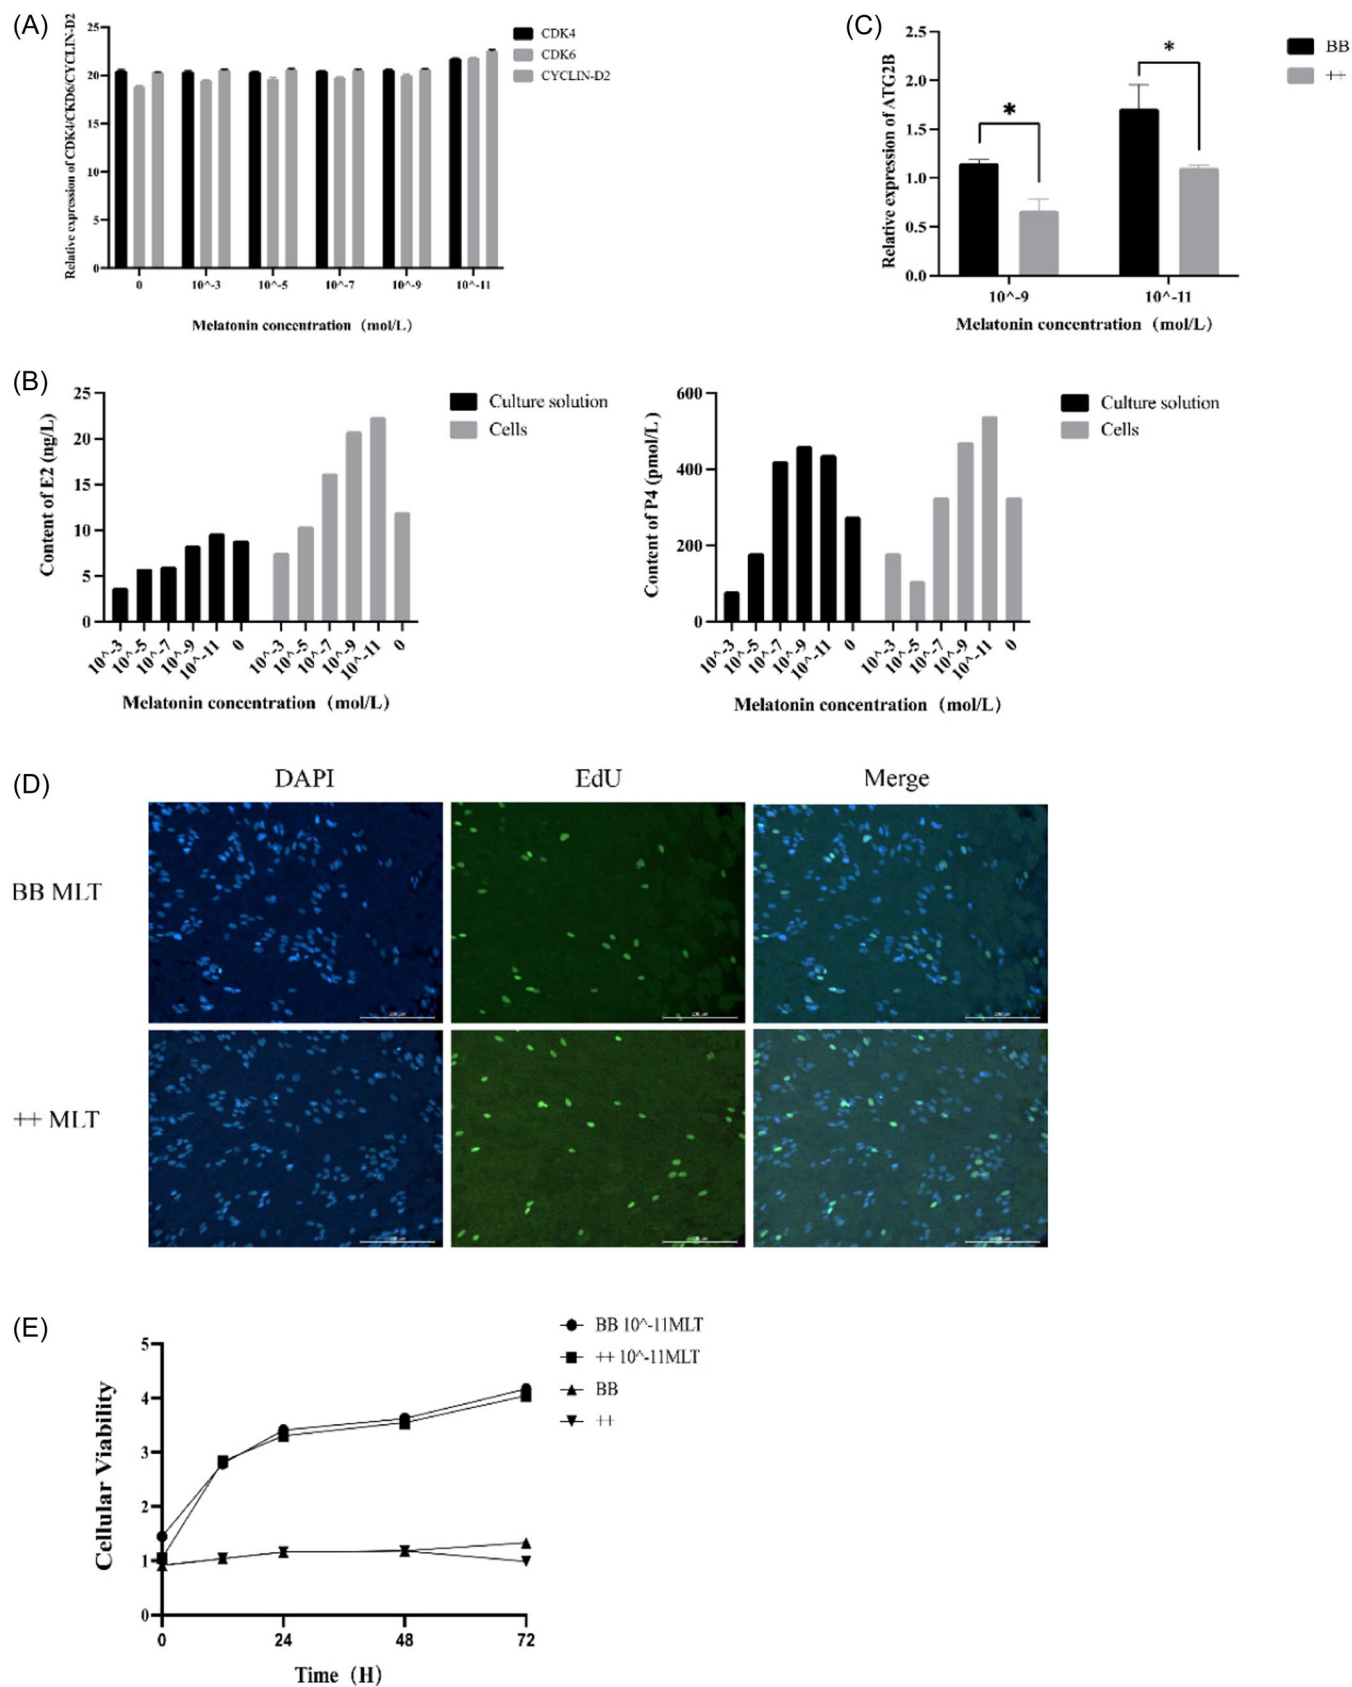 (A)
Relative expression of CDK4/CKD6/CYCLIN-D2
25
20
15
10
5
0
0 10^-3 10^-5 10^-7 10^-9 10^-11
Melatonin concentration (mol/L)
CDK4
CDK6
CYCLIN-D2
(C)
Relative expression of ATG2B
2.5
2.0
1.5
1.0
0.5
0.0
*
*
10^-9 10^-11
Melatonin concentration (mol/L)
BB
++
(B)
Content of E2 (ng/L)
25
20
15
10
5
0
10^-3 10^-5 10^-7 10^-9 10^-11 0 10^-3 10^-5 10^-7 10^-9 10^-11 0
Melatonin concentration (mol/L)
Culture solution
Cells
Content of P4 (pmol/L)
600
400
200
0
10^-3 10^-5 10^-7 10^-9 10^-11 0 10^-3 10^-5 10^-7 10^-9 10^-11 0
Melatonin concentration (mol/L)
Culture solution
Cells
(D)
DAPI EdU Merge
BB MLT
++ MLT
(E)
Cellular Viability
5
4
3
2
1
0
0 24 48 72
Time (H)
BB 10^-11MLT
++ 10^-11MLT
BB
++